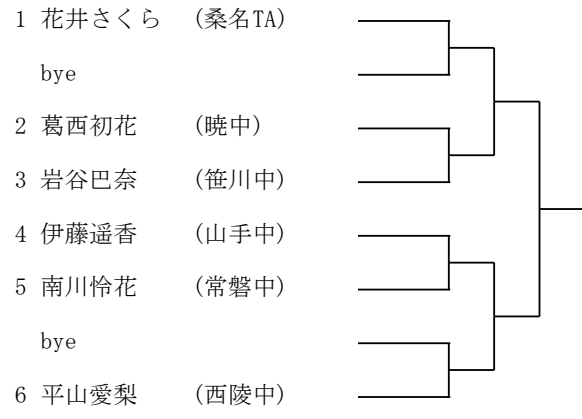 1 花井さくら (桑名TA)
bye
2 葛西初花 (暁中)
3 岩谷巴奈 (笹川中)
4 伊藤遥香 (山手中)
5 南川怜花 (常磐中)
bye
6 平山愛梨 (西陵中)